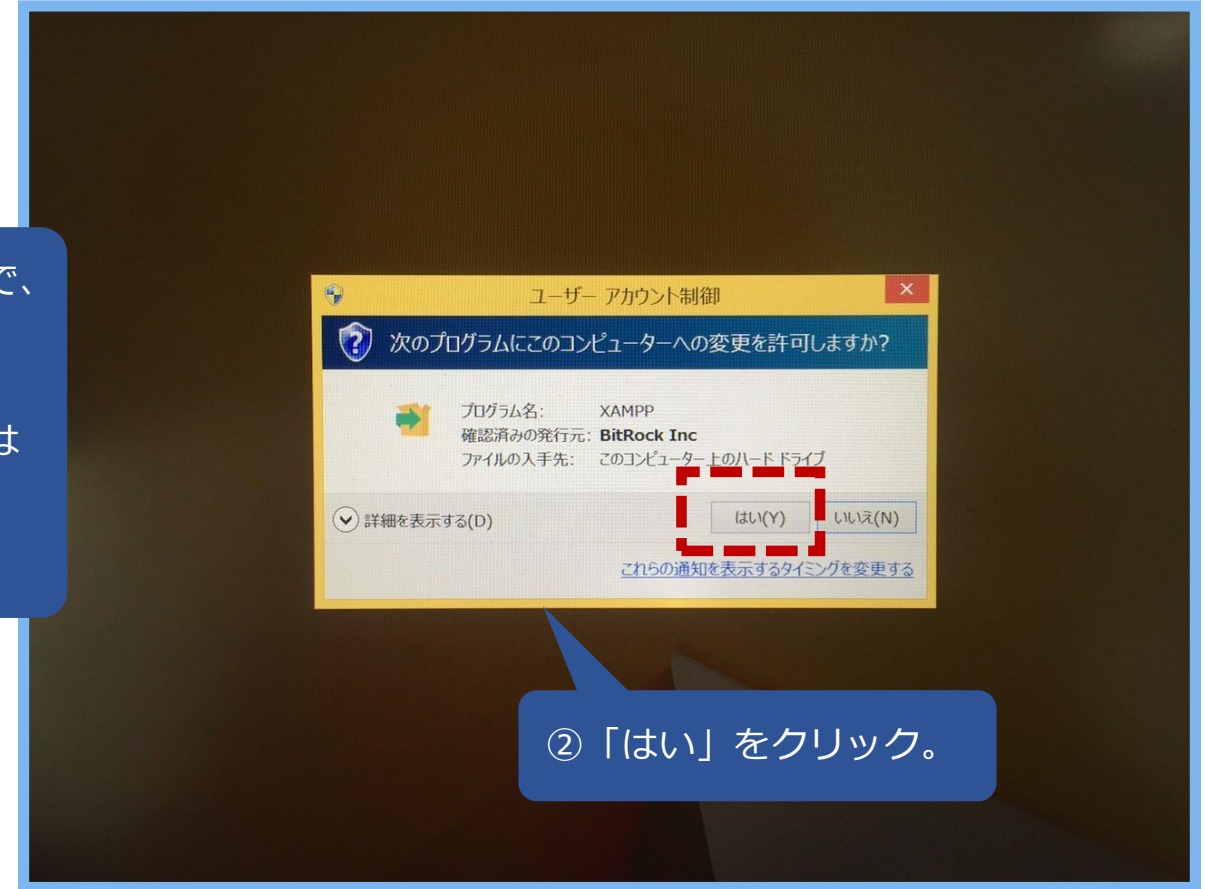 で、
は
ユーザー アカウント制御
次のプログラムにこのコンピューターへの変更を許可しますか?
プログラム名: XAMPP
確認済みの発行元: BitRock Inc
ファイルの入手先: このコンピューター上のハード ドライブ
詳細を表示する(D)
はい(Y)
いいえ(N)
これらの通知を表示するタイミングを変更する
②「はい」をクリック。